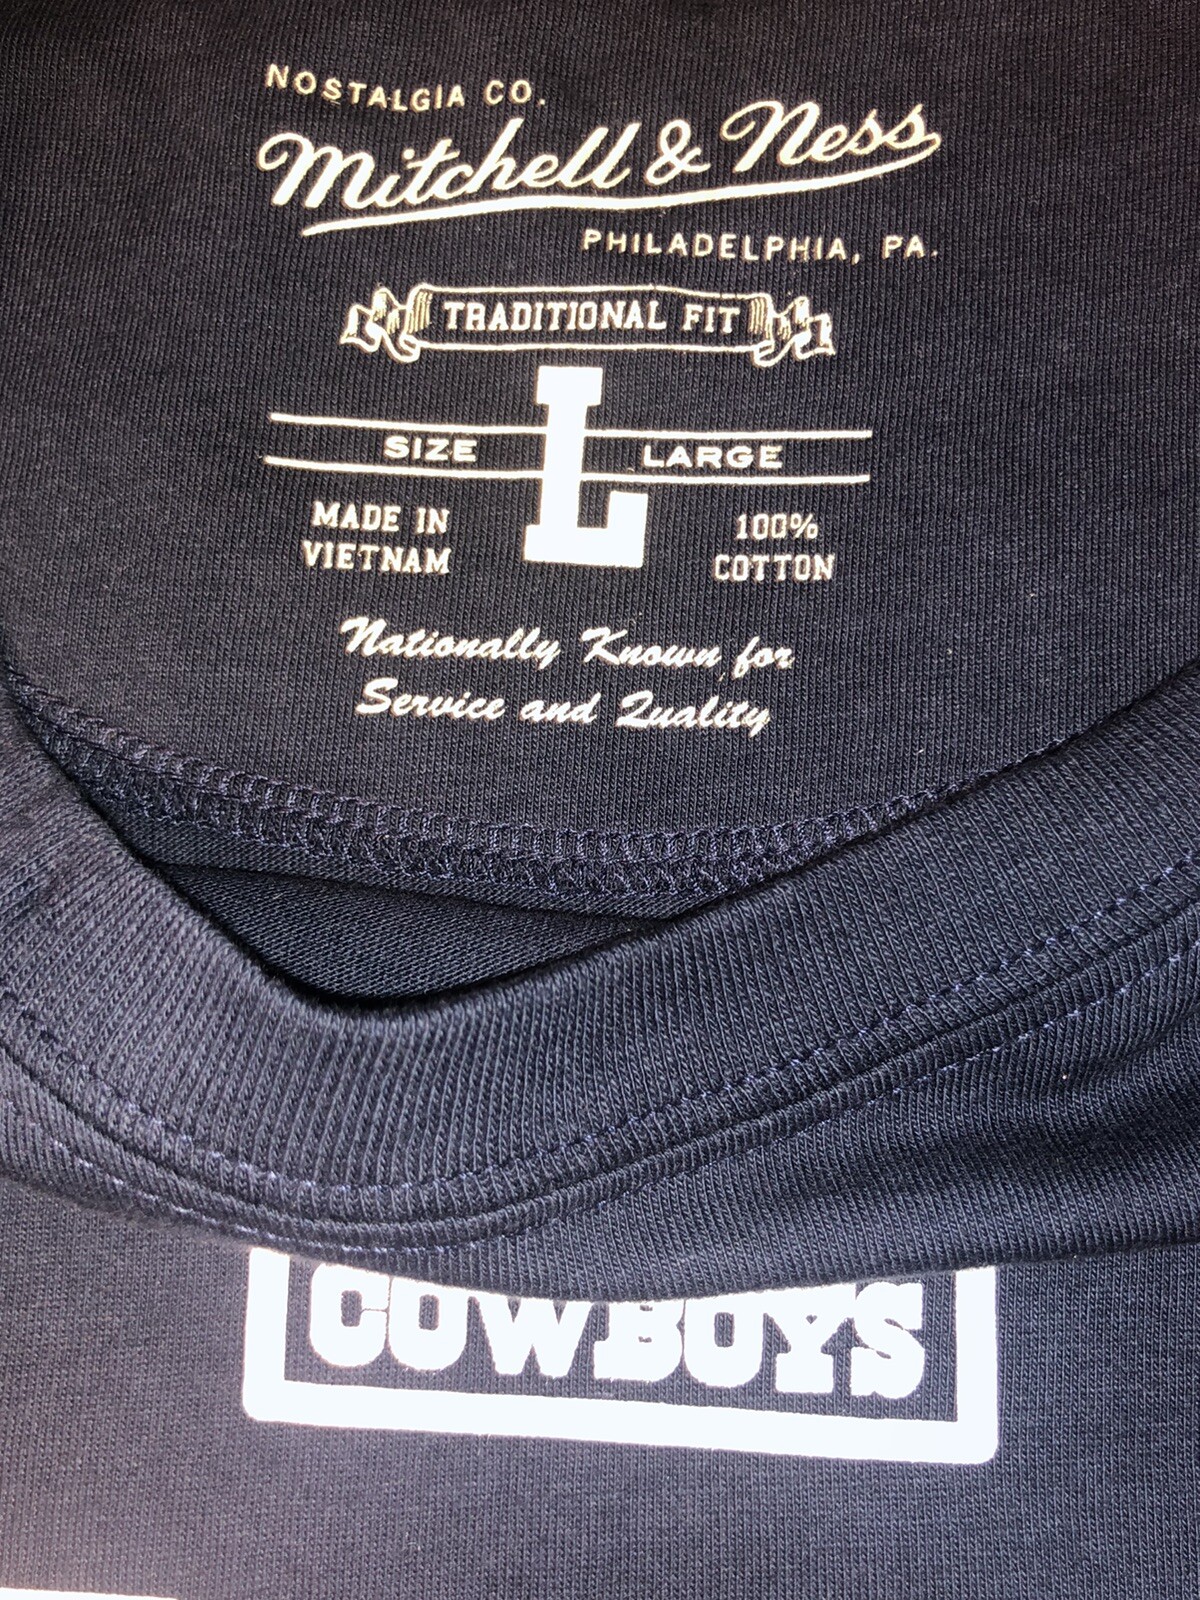 NOSTALGIA CO.
Mitchell & Ness
PHILADELPHIA, PA.
TRADITIONAL FIT
L
SIZE LARGE
MADE IN
VIETNAM
100%
COTTON
Nationally Known for
Service and Quality
COWBOYS